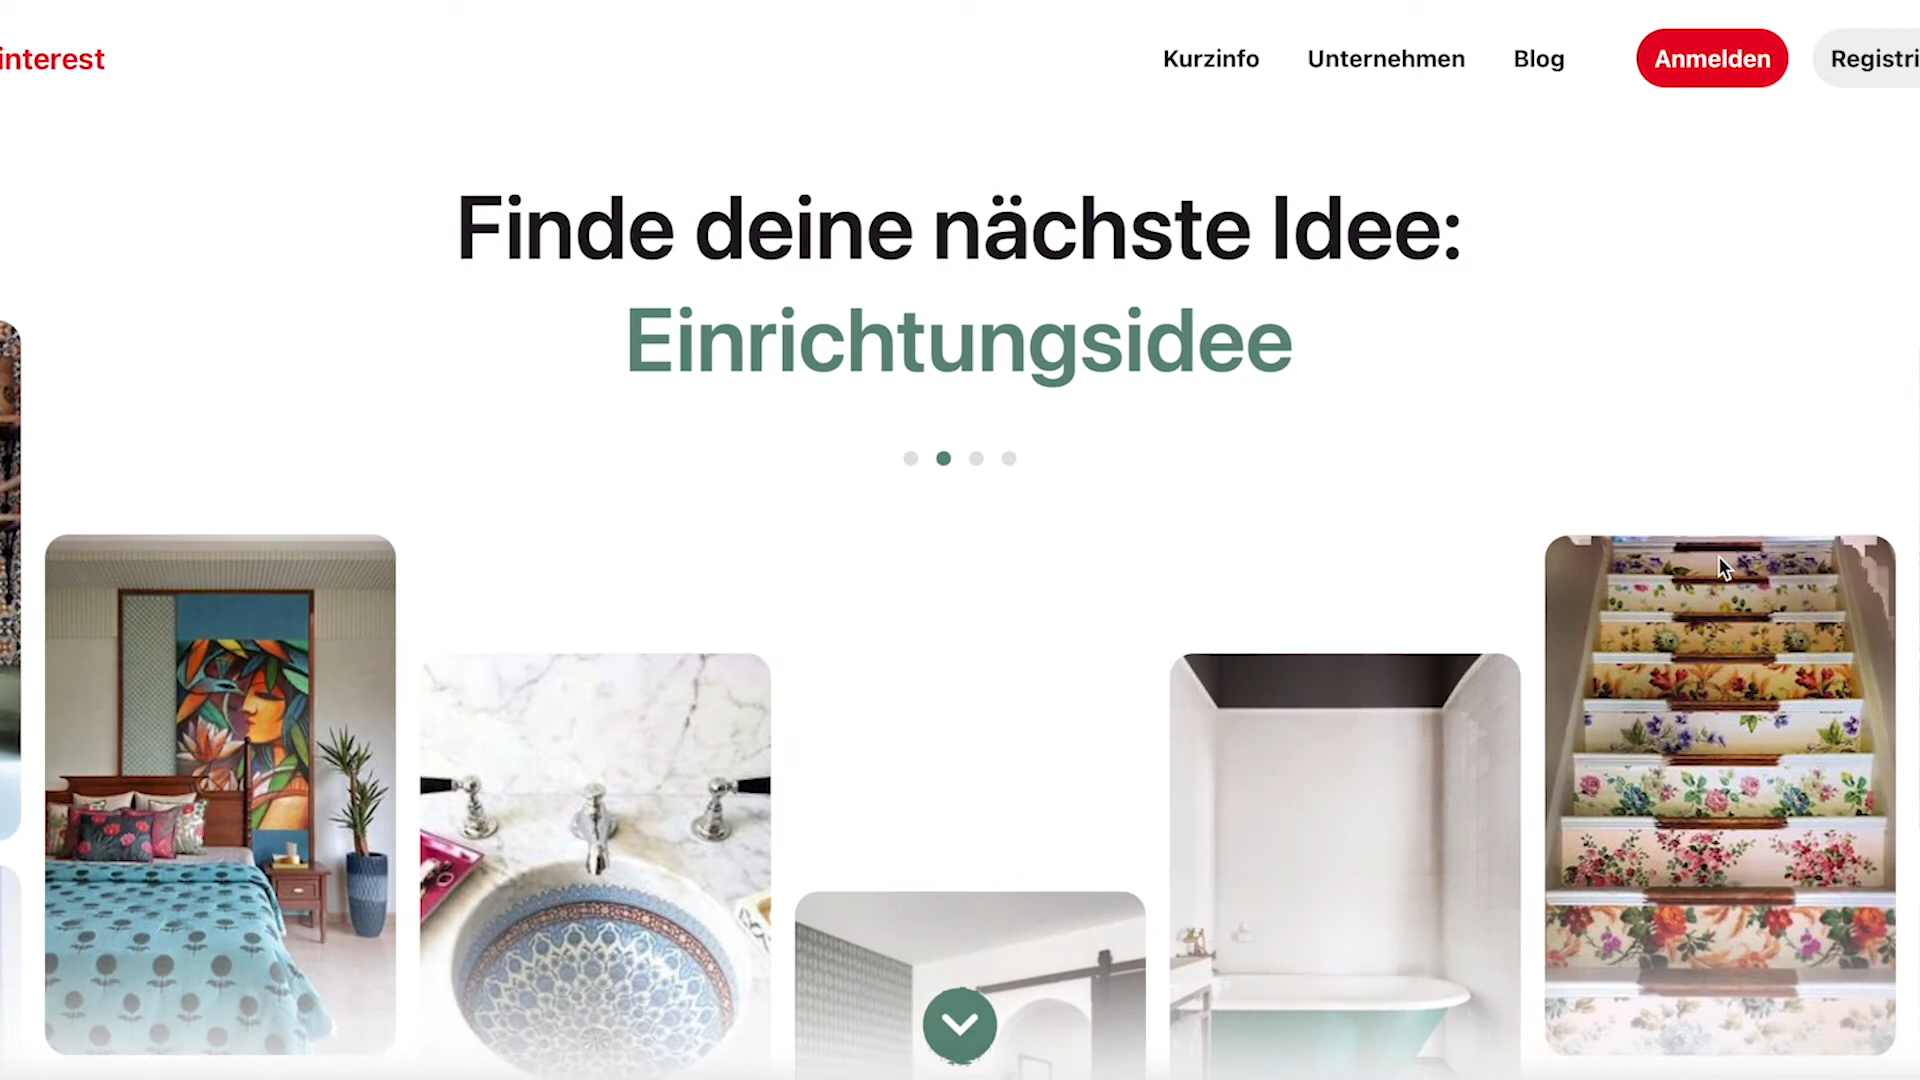 interest
Kurzinfo
Unternehmen
Blog
Anmelden
Registri
Finde deine nächste Idee:
Einrichtungsidee